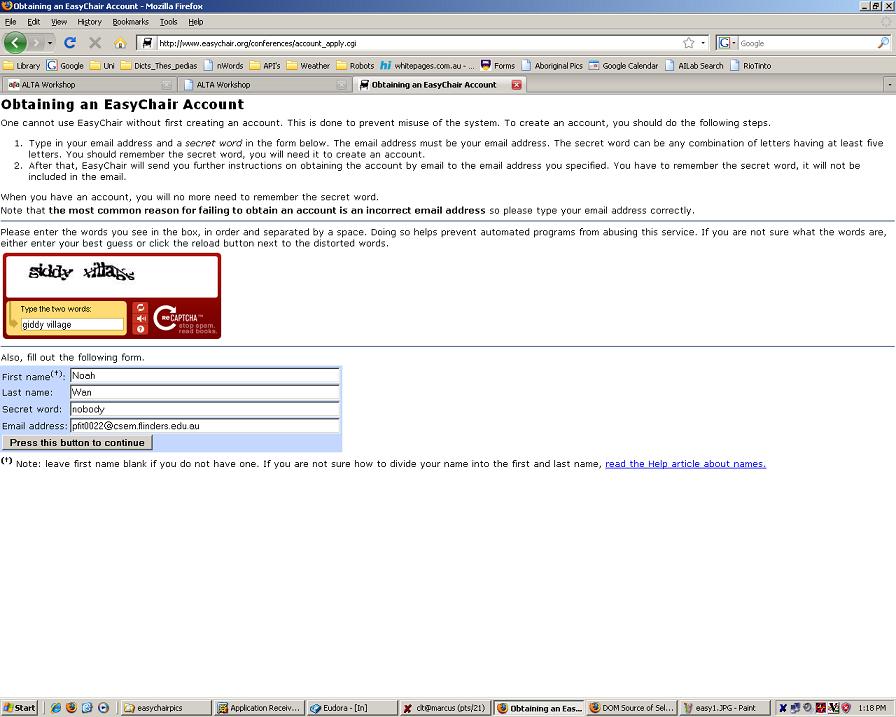 Obtaining an EasyChair Account - Mozilla Firefox
File Edit View History Bookmarks Tools Help
http://www.easychair.org/conferences/account_apply.cgi
Google
Library Google Uni Dicts_Thes_pedias nWords API's Weather Robots whitepages.com.au - ... Forms Aboriginal Pics Google Calendar AILab Search RioTinto
ALTA Workshop ALTA Workshop Obtaining an EasyChair Account
Obtaining an EasyChair Account
One cannot use EasyChair without first creating an account. This is done to prevent misuse of the system. To create an account, you should do the following steps.
1. Type in your email address and a secret word in the form below. The email address must be your email address. The secret word can be any combination of letters having at least five
letters. You should remember the secret word, you will need it to create an account.
2. After that, EasyChair will send you further instructions on obtaining the account by email to the email address you specified. You have to remember the secret word, it will not be
included in the email.
When you have an account, you will no more need to remember the secret word.
Note that the most common reason for failing to obtain an account is an incorrect email address so please type your email address correctly.
Please enter the words you see in the box, in order and separated by a space. Doing so helps prevent automated programs from abusing this service. If you are not sure what the words are,
either enter your best guess or click the reload button next to the distorted words.
giddy village
Type the two words:
giddy village
reCAPTCHA™
stop spam.
read books.
Also, fill out the following form.
First name(†): Noah
Last name: Wan
Secret word: nobody
Email address: pfit0022@csem.flinders.edu.au
Press this button to continue
(†) Note: leave first name blank if you do not have one. If you are not sure how to divide your name into the first and last name, read the Help article about names.
Start easychairpics Application Receiv... Eudora - [In] clt@marcus (pts/21) Obtaining an Eas... DOM Source of Sel... easy1.JPG - Paint 1:18 PM